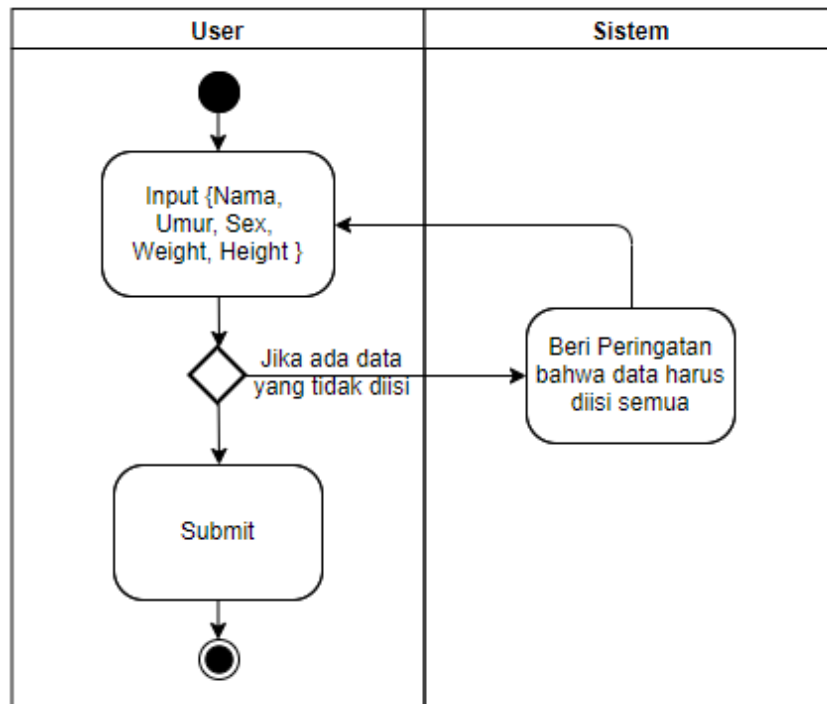 User
Sistem
Input {Nama,
Umur, Sex,
Weight, Height }
Jika ada data
yang tidak diisi
Beri Peringatan
bahwa data harus
diisi semua
Submit